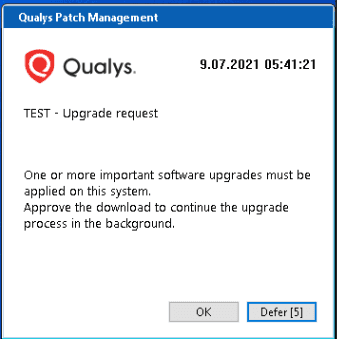 Qualys Patch Management
Qualys.
9.07.2021 05:41:21
TEST - Upgrade request
One or more important software upgrades must be
applied on this system.
Approve the download to continue the upgrade
process in the background.
OK
Defer [5]